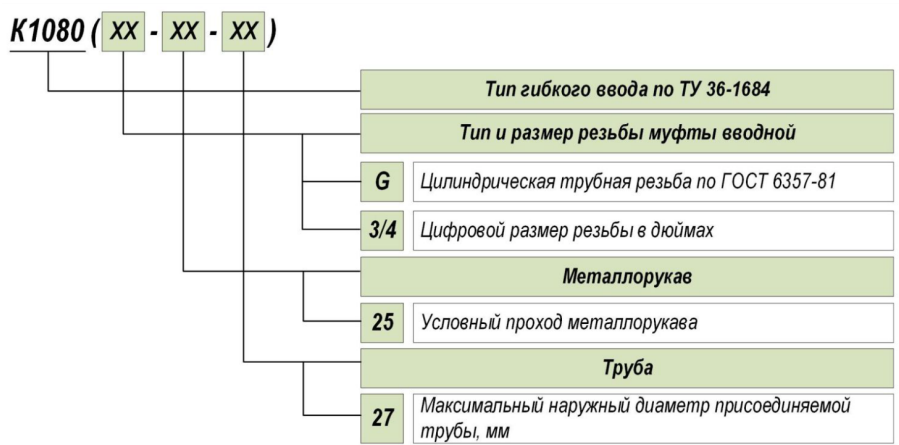 К1080 ( XX - XX - XX )
Тип гибкого ввода по ТУ 36-1684
Тип и размер резьбы муфты вводной
G Цилиндрическая трубная резьба по ГОСТ 6357-81
3/4 Цифровой размер резьбы в дюймах
Металлорукав
25 Условный проход металлорукава
Труба
27 Максимальный наружный диаметр присоединяемой
трубы, мм